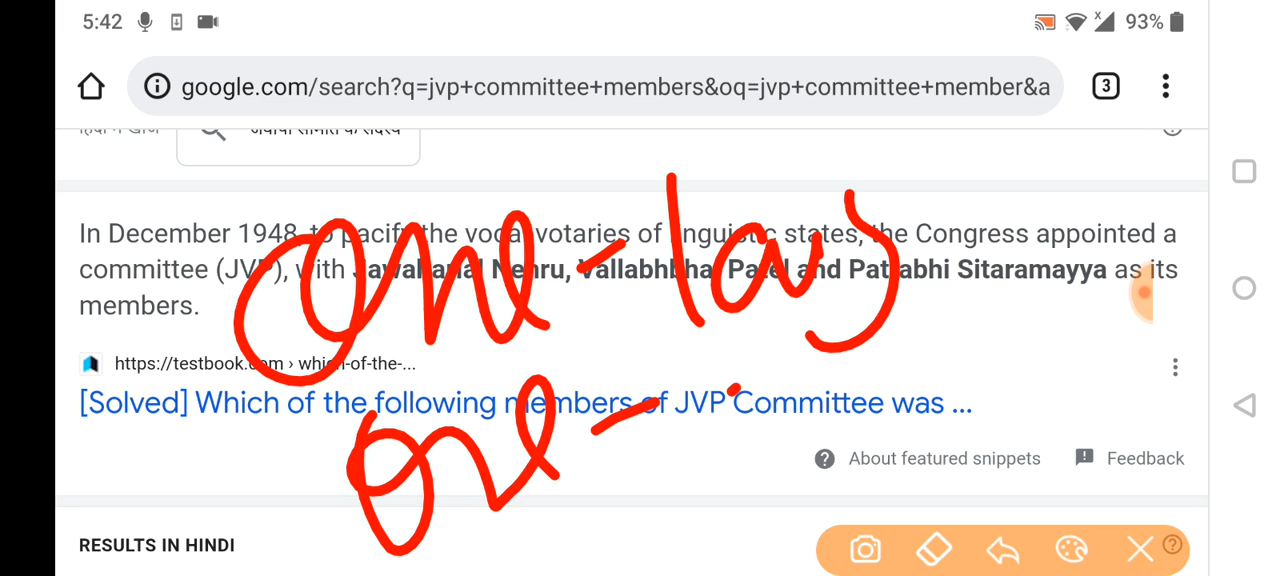 5:42 x 93%
google.com/search?q=jvp+committee+members&oq=jvp+committee+member&a 3
In December 1948, to pacify the vocal votaries of linguistic states, the Congress appointed a
committee (JVP), with Jawaharlal Nehru, Vallabhbhai Patel and Pattabhi Sitaramayya as its
members.
One - law
https://testbook.com › which-of-the-...
[Solved] Which of the following members of JVP Committee was ...
One -
About featured snippets Feedback
RESULTS IN HINDI